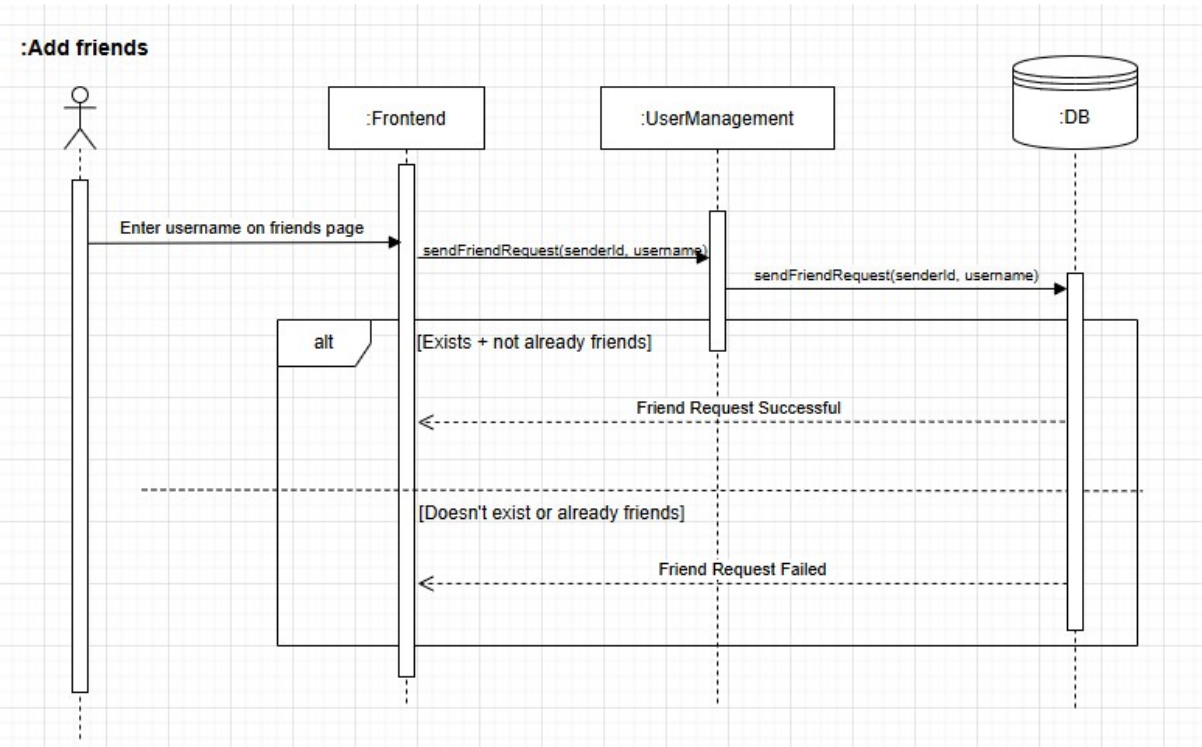 :Add friends
:Frontend
:UserManagement
:DB
Enter username on friends page
sendFriendRequest(senderId, username)
sendFriendRequest(senderId, username)
alt
[Exists + not already friends]
Friend Request Successful
[Doesn't exist or already friends]
Friend Request Failed